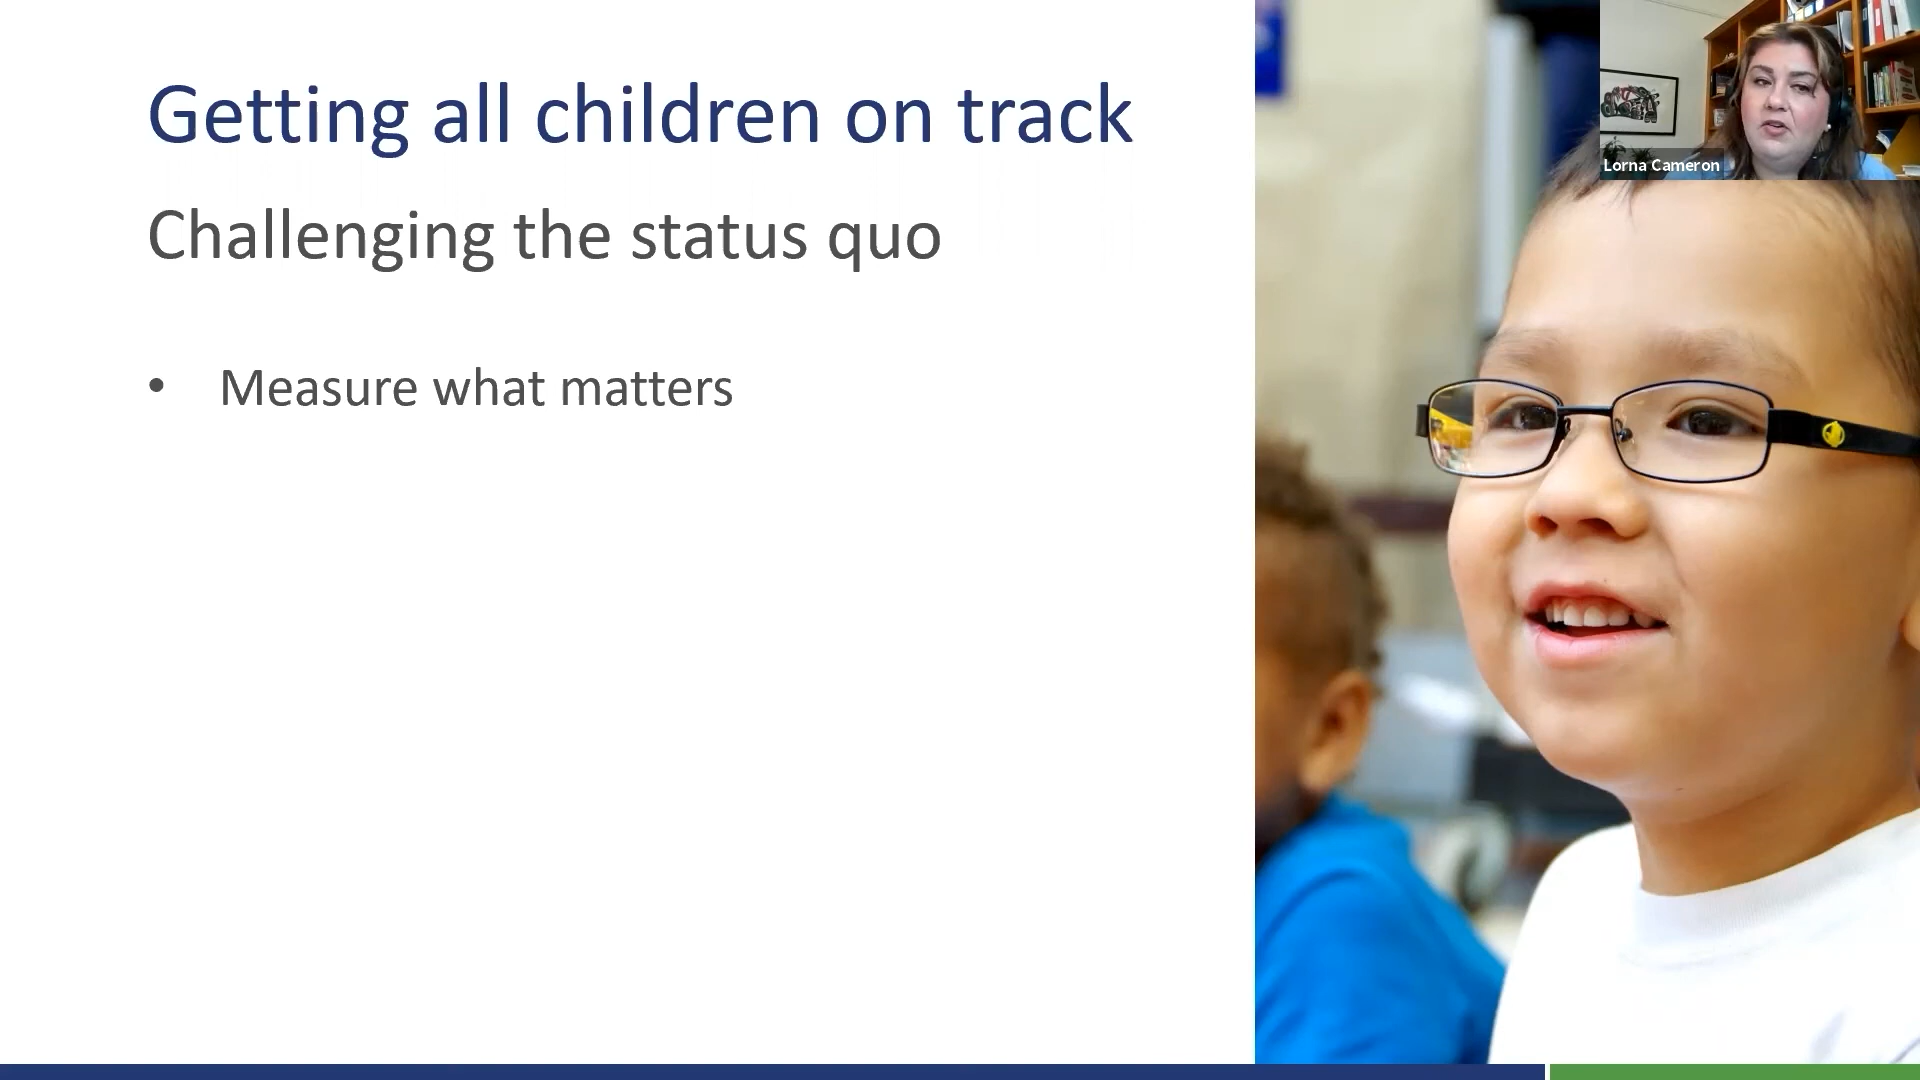 Getting all children on track
Challenging the status quo
• Measure what matters
Lorna Cameron